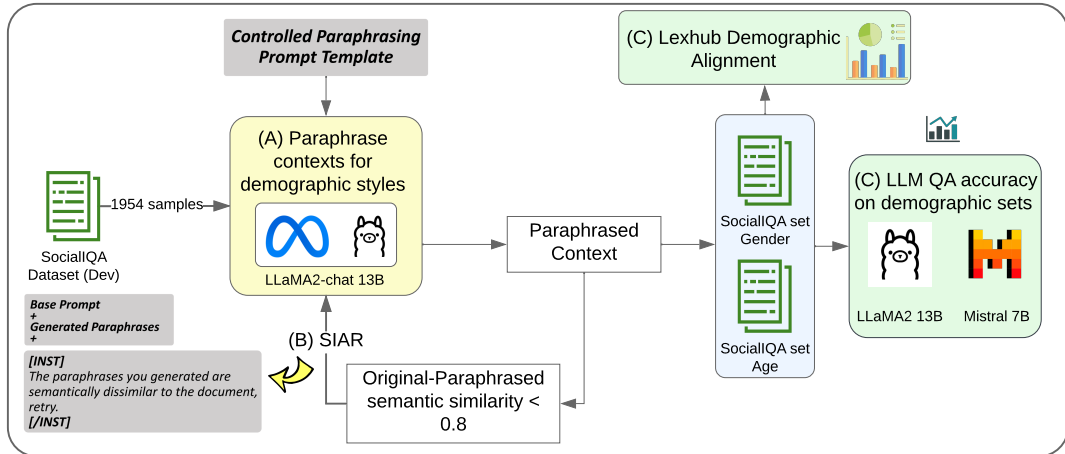 Controlled Paraphrasing
Prompt Template
(C) Lexhub Demographic
Alignment
(A) Paraphrase
contexts for
demographic styles
LLaMA2-chat 13B
1954 samples
SocialIQA
Dataset (Dev)
Paraphrased
Context
SocialIQA set
Gender
SocialIQA set
Age
(C) LLM QA accuracy
on demographic sets
LLaMA2 13B
Mistral 7B
Base Prompt
+
Generated Paraphrases
+
[INST]
The paraphrases you generated are
semantically dissimilar to the document,
retry.
[/INST]
(B) SIAR
Original-Paraphrased
semantic similarity <
0.8